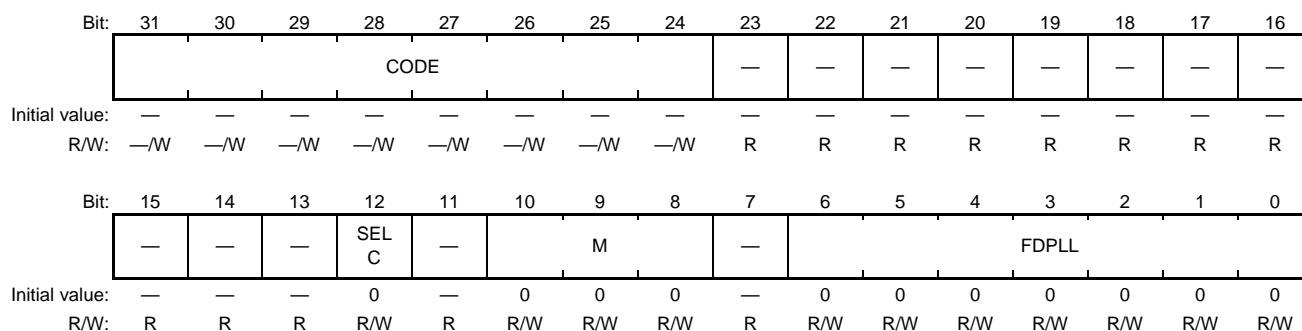 Bit: 31 30 29 28 27 26 25 24 23 22 21 20 19 18 17 16
CODE — — — — — — — —
Initial value: — — — — — — — — — — — — — — — —
R/W: —/W —/W —/W —/W —/W —/W —/W —/W R R R R R R R R
Bit: 15 14 13 12 11 10 9 8 7 6 5 4 3 2 1 0
— — — SEL C — M — FDPLL
Initial value: — — — 0 — 0 0 0 — 0 0 0 0 0 0 0
R/W: R R R R/W R R/W R/W R/W R R/W R/W R/W R/W R/W R/W R/W